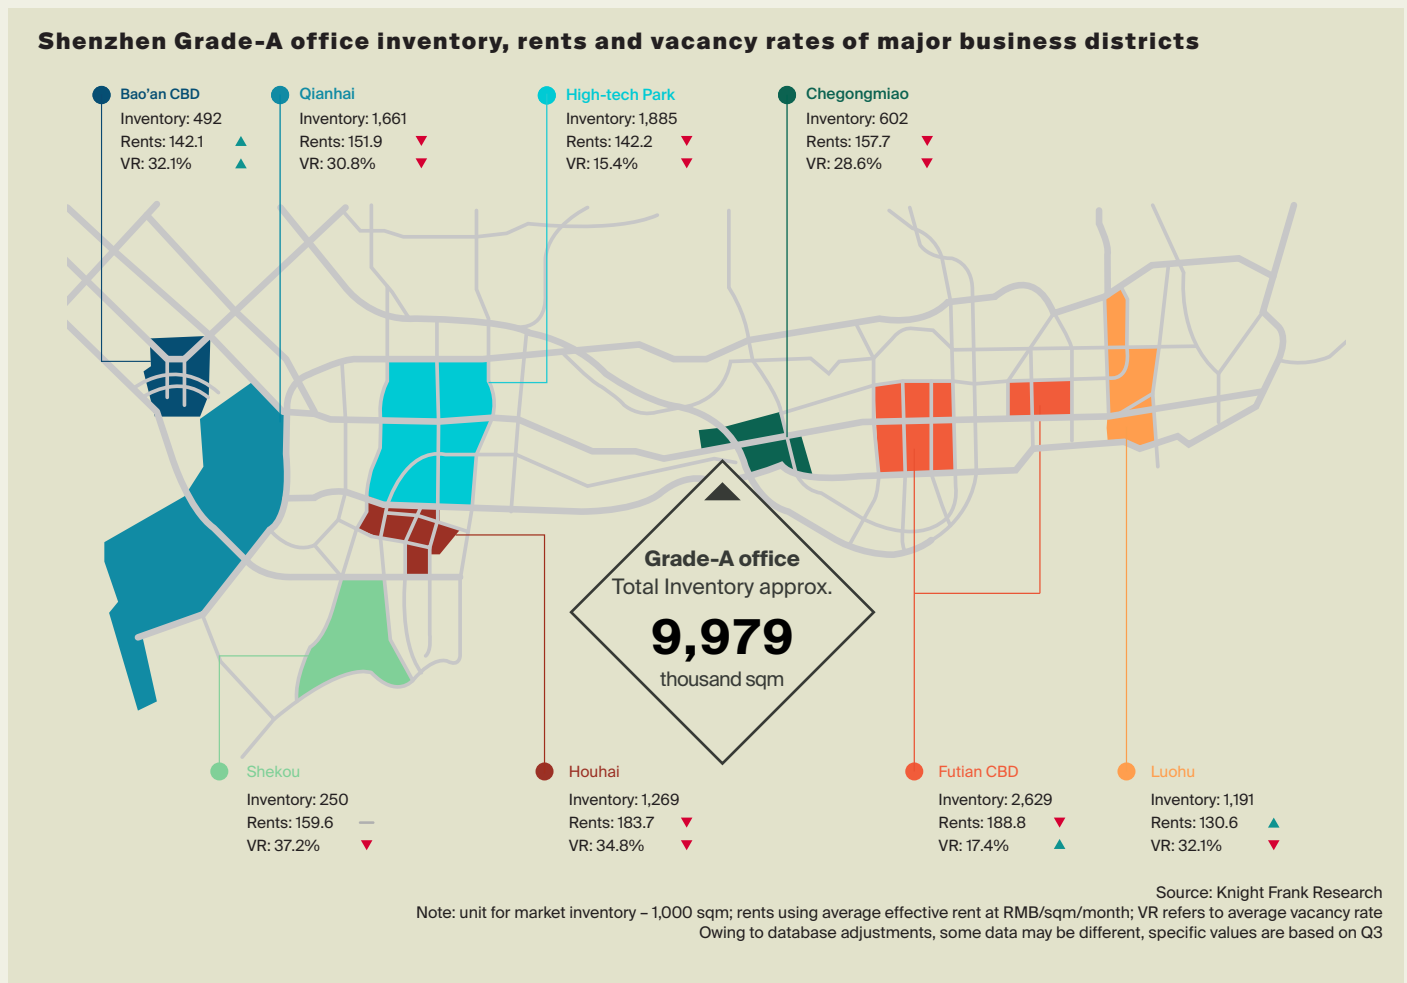 Shenzhen Grade-A office inventory, rents and vacancy rates of major business districts
Bao'an CBD
Inventory: 492
Rents: 142.1
VR: 32.1%
Qianhai
Inventory: 1,661
Rents: 151.9
VR: 30.8%
High-tech Park
Inventory: 1,885
Rents: 142.2
VR: 15.4%
Chegongmiao
Inventory: 602
Rents: 157.7
VR: 28.6%
Grade-A office
Total Inventory approx.
9,979
thousand sqm
Shekou
Inventory: 250
Rents: 159.6
VR: 37.2%
Houhai
Inventory: 1,269
Rents: 183.7
VR: 34.8%
Futian CBD
Inventory: 2,629
Rents: 188.8
VR: 17.4%
Luohu
Inventory: 1,191
Rents: 130.6
VR: 32.1%
Source: Knight Frank Research
Note: unit for market inventory – 1,000 sqm; rents using average effective rent at RMB/sqm/month; VR refers to average vacancy rate
Owing to database adjustments, some data may be different, specific values are based on Q3